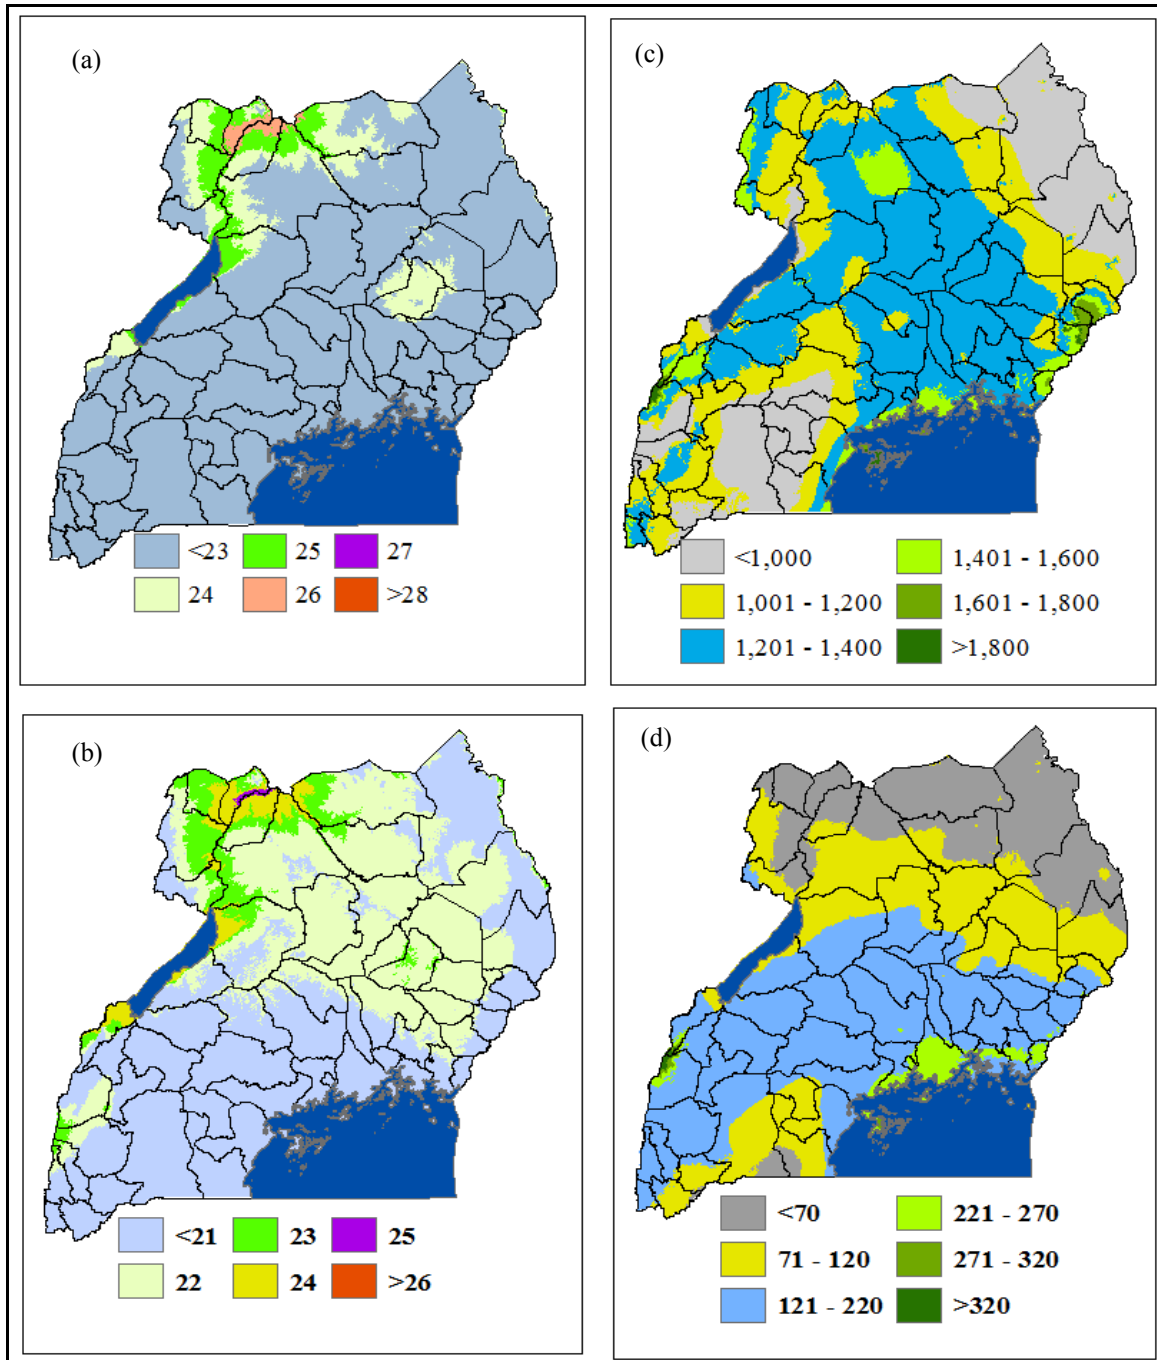 (a)
<23 25 27
24 26 >28
(c)
<1,000 1,401 - 1,600
1,001 - 1,200 1,601 - 1,800
1,201 - 1,400 >1,800
(b)
<21 23 25
22 24 >26
(d)
<70 221 - 270
71 - 120 271 - 320
121 - 220 >320